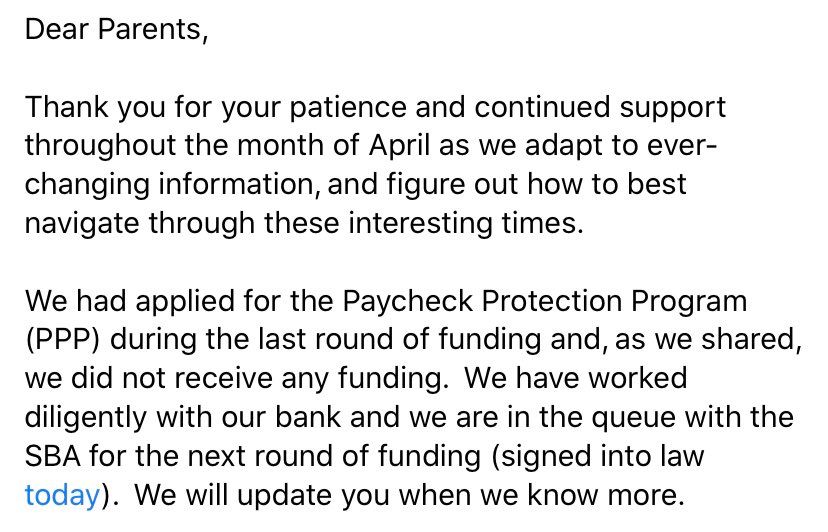 Dear Parents,
Thank you for your patience and continued support
throughout the month of April as we adapt to ever-
changing information, and figure out how to best
navigate through these interesting times.
We had applied for the Paycheck Protection Program
(PPP) during the last round of funding and, as we shared,
we did not receive any funding.  We have worked
diligently with our bank and we are in the queue with the
SBA for the next round of funding (signed into law
today).  We will update you when we know more.